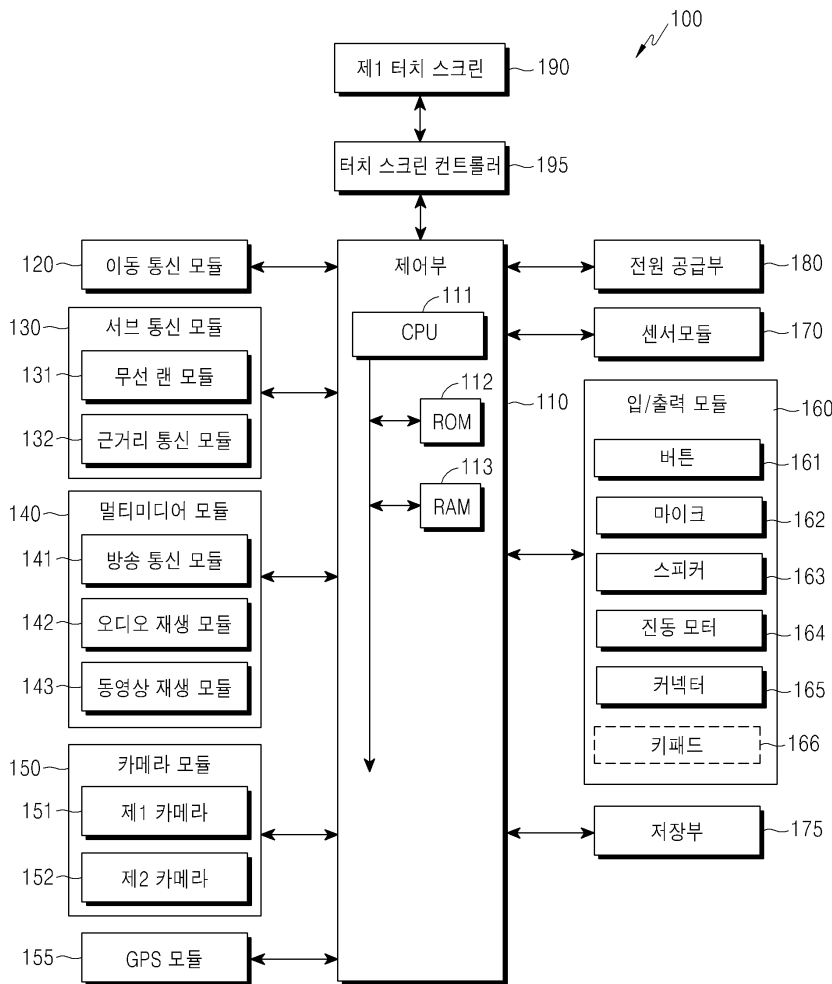 100
제1 터치 스크린
190
터치 스크린 컨트롤러
195
120
이동 통신 모듈
130
서브 통신 모듈
131
무선 랜 모듈
132
근거리 통신 모듈
140
멀티미디어 모듈
141
방송 통신 모듈
142
오디오 재생 모듈
143
동영상 재생 모듈
150
카메라 모듈
151
제1 카메라
152
제2 카메라
155
GPS 모듈
제어부
111
CPU
112
ROM
113
RAM
110
전원 공급부
180
센서모듈
170
입/출력 모듈
160
버튼
161
마이크
162
스피커
163
진동 모터
164
커넥터
165
키패드
166
저장부
175